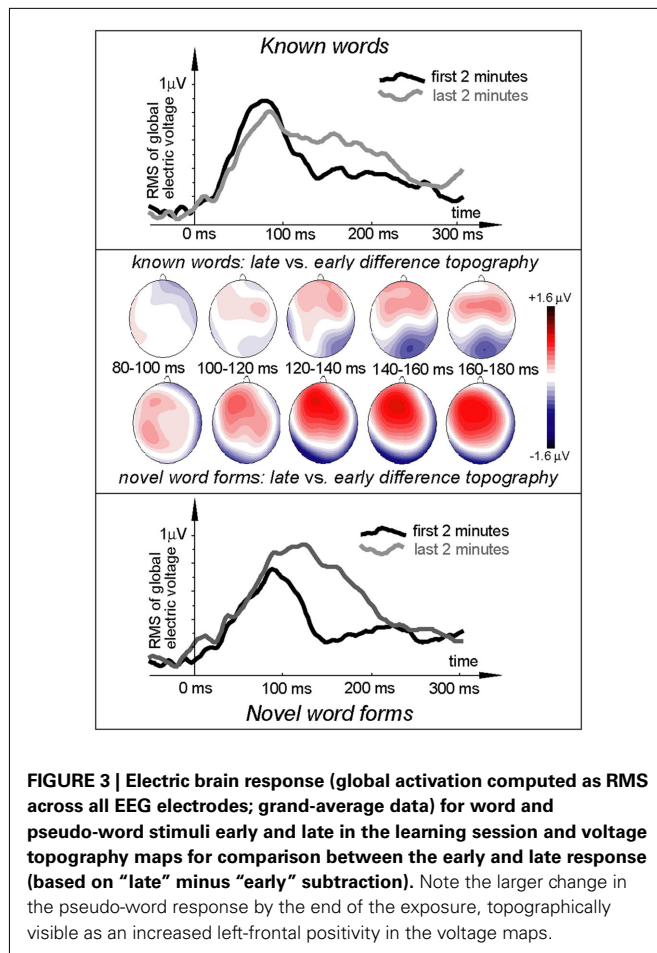 Known words
1µV
first 2 minutes
last 2 minutes
RMS of global
electric voltage
time
0 ms 100 ms 200 ms 300 ms
known words: late vs. early difference topography
+1.6 µV
80-100 ms 100-120 ms 120-140 ms 140-160 ms 160-180 ms
-1.6 µV
novel word forms: late vs. early difference topography
1µV
first 2 minutes
last 2 minutes
RMS of global
electric voltage
time
0 ms 100 ms 200 ms 300 ms
Novel word forms
FIGURE 3 | Electric brain response (global activation computed as RMS
across all EEG electrodes; grand-average data) for word and
pseudo-word stimuli early and late in the learning session and voltage
topography maps for comparison between the early and late response
(based on “late” minus “early” subtraction). Note the larger change in
the pseudo-word response by the end of the exposure, topographically
visible as an increased left-frontal positivity in the voltage maps.